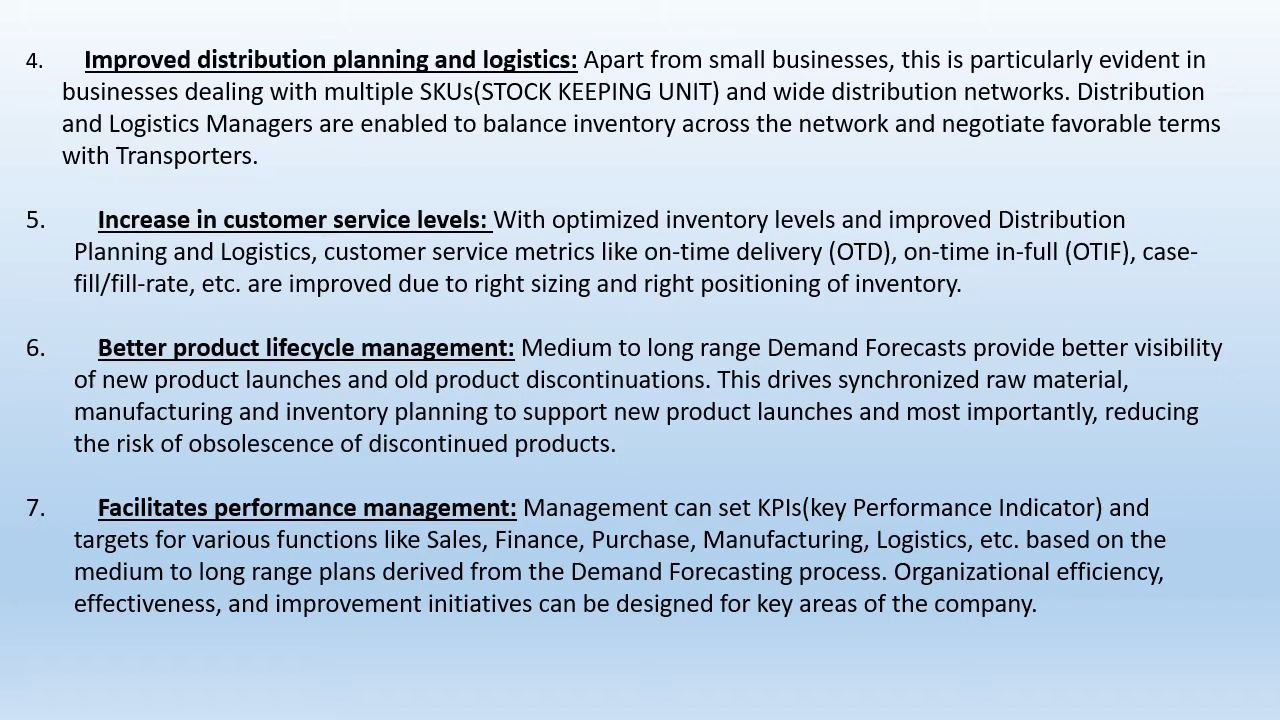 4. Improved distribution planning and logistics: Apart from small businesses, this is particularly evident in
businesses dealing with multiple SKUs(STOCK KEEPING UNIT) and wide distribution networks. Distribution
and Logistics Managers are enabled to balance inventory across the network and negotiate favorable terms
with Transporters.
5. Increase in customer service levels: With optimized inventory levels and improved Distribution
Planning and Logistics, customer service metrics like on-time delivery (OTD), on-time in-full (OTIF), case-
fill/fill-rate, etc. are improved due to right sizing and right positioning of inventory.
6. Better product lifecycle management: Medium to long range Demand Forecasts provide better visibility
of new product launches and old product discontinuations. This drives synchronized raw material,
manufacturing and inventory planning to support new product launches and most importantly, reducing
the risk of obsolescence of discontinued products.
7. Facilitates performance management: Management can set KPIs(key Performance Indicator) and
targets for various functions like Sales, Finance, Purchase, Manufacturing, Logistics, etc. based on the
medium to long range plans derived from the Demand Forecasting process. Organizational efficiency,
effectiveness, and improvement initiatives can be designed for key areas of the company.